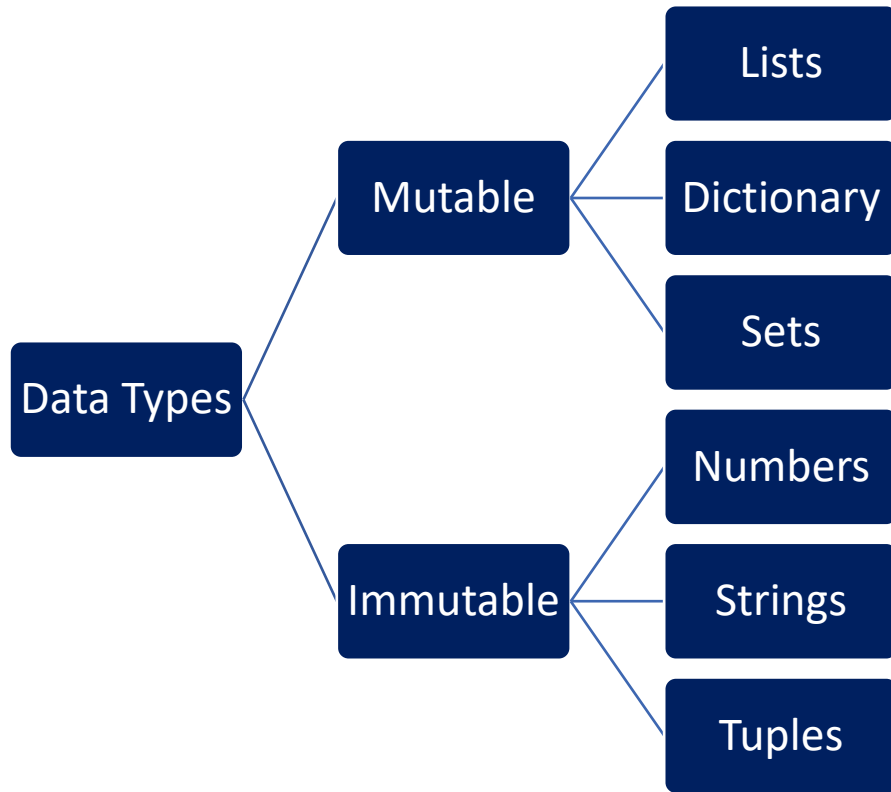 Data Types
Mutable
Lists
Dictionary
Sets
Immutable
Numbers
Strings
Tuples